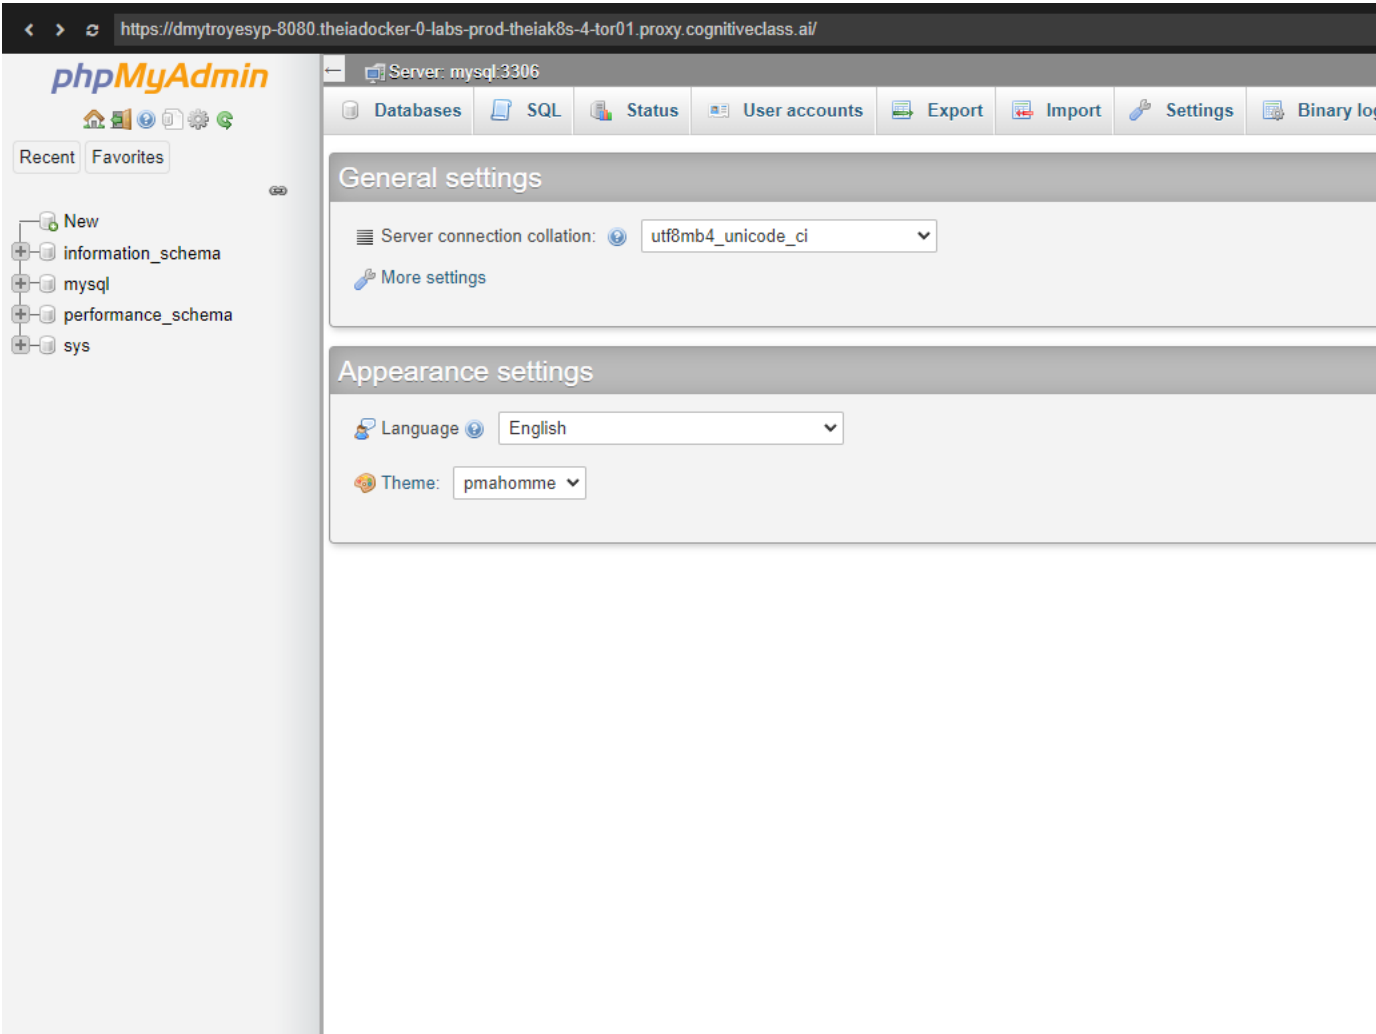 https://dmytroyesyp-8080.theiadocker-0-labs-prod-theiak8s-4-tor01.proxy.cognitiveclass.ai/
phpMyAdmin
Recent Favorites
New
information_schema
mysql
performance_schema
sys
Server: mysql:3306
Databases SQL Status User accounts Export Import Settings Binary log
General settings
Server connection collation: utf8mb4_unicode_ci
More settings
Appearance settings
Language English
Theme: pmahomme